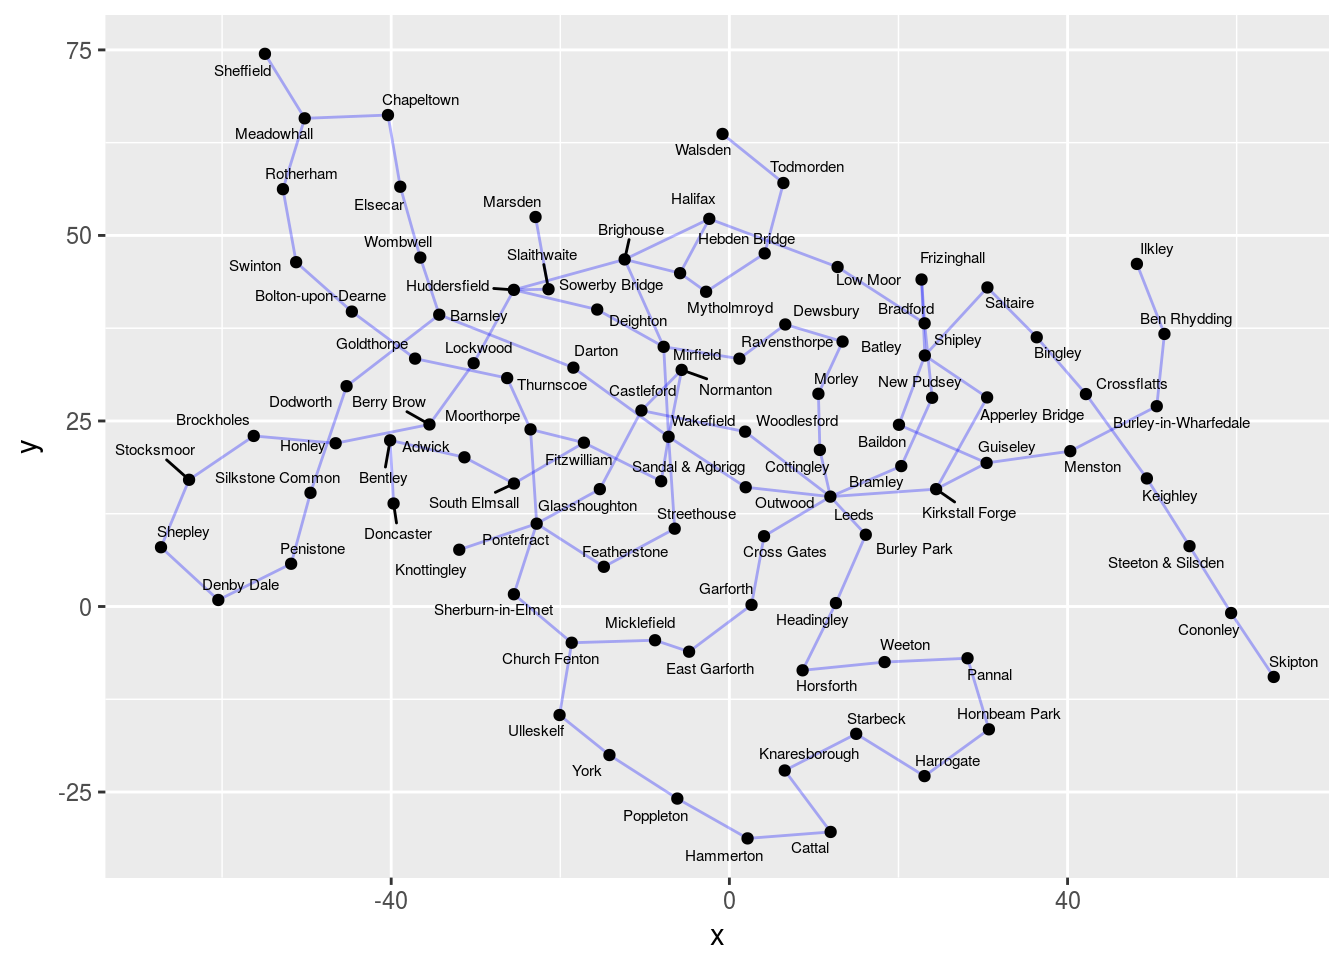 75
Sheffield
Chapeltown
Meadowhall
Walsden
Todmorden
Rotherham
Elsecar
Marsden
Halifax
50
Wombwell
Brighouse
Hebden Bridge
Slaithwaite
Frizinghall
Ilkley
Swinton
Huddersfield
Sowerby Bridge
Low Moor
Bolton-upon-Dearne
Barnsley
Deighton
Mytholmroyd
Dewsbury
Bradford
Saltaire
Ben Rhydding
Goldthorpe
Lockwood
Darton
Mirfield
Ravensthorpe
Batley
Shipley
Bingley
Thurnscoe
Castleford
Normanton
Morley
New Pudsey
Crossflatts
Dodworth
Berry Brow
Moorthorpe
Apperley Bridge
25
Brockholes
Wakefield
Woodlesford
Burley-in-Wharfedale
Stocksmoor
Honley
Adwick
Baildon
Guiseley
Silkstone Common
Bentley
Fitzwilliam
Sandal & Agbrigg
Cottingley
Bramley
Menston
South Elmsall
Glasshoughton
Outwood
Keighley
Streethouse
Leeds
Kirkstall Forge
Shepley
Doncaster
Pontefract
Penistone
Featherstone
Cross Gates
Burley Park
Knottingley
Steeton & Silsden
Denby Dale
Garforth
0
Sherburn-in-Elmet
Micklefield
Headingley
Cononley
Church Fenton
East Garforth
Weeton
Skipton
Horsforth
Pannal
Ulleskelf
Starbeck
Hornbeam Park
Knaresborough
Harrogate
York
-25
Poppleton
Hammerton
Cattal
-40
0
40
x
y